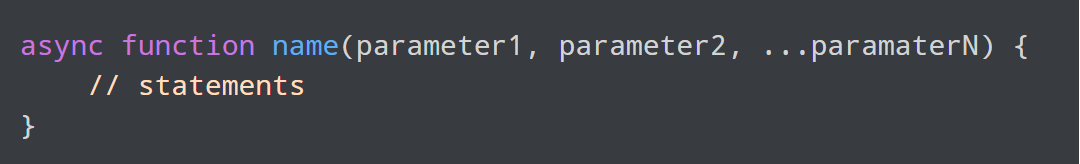 async function name(parameter1, parameter2, ...paramaterN) {
// statements
}